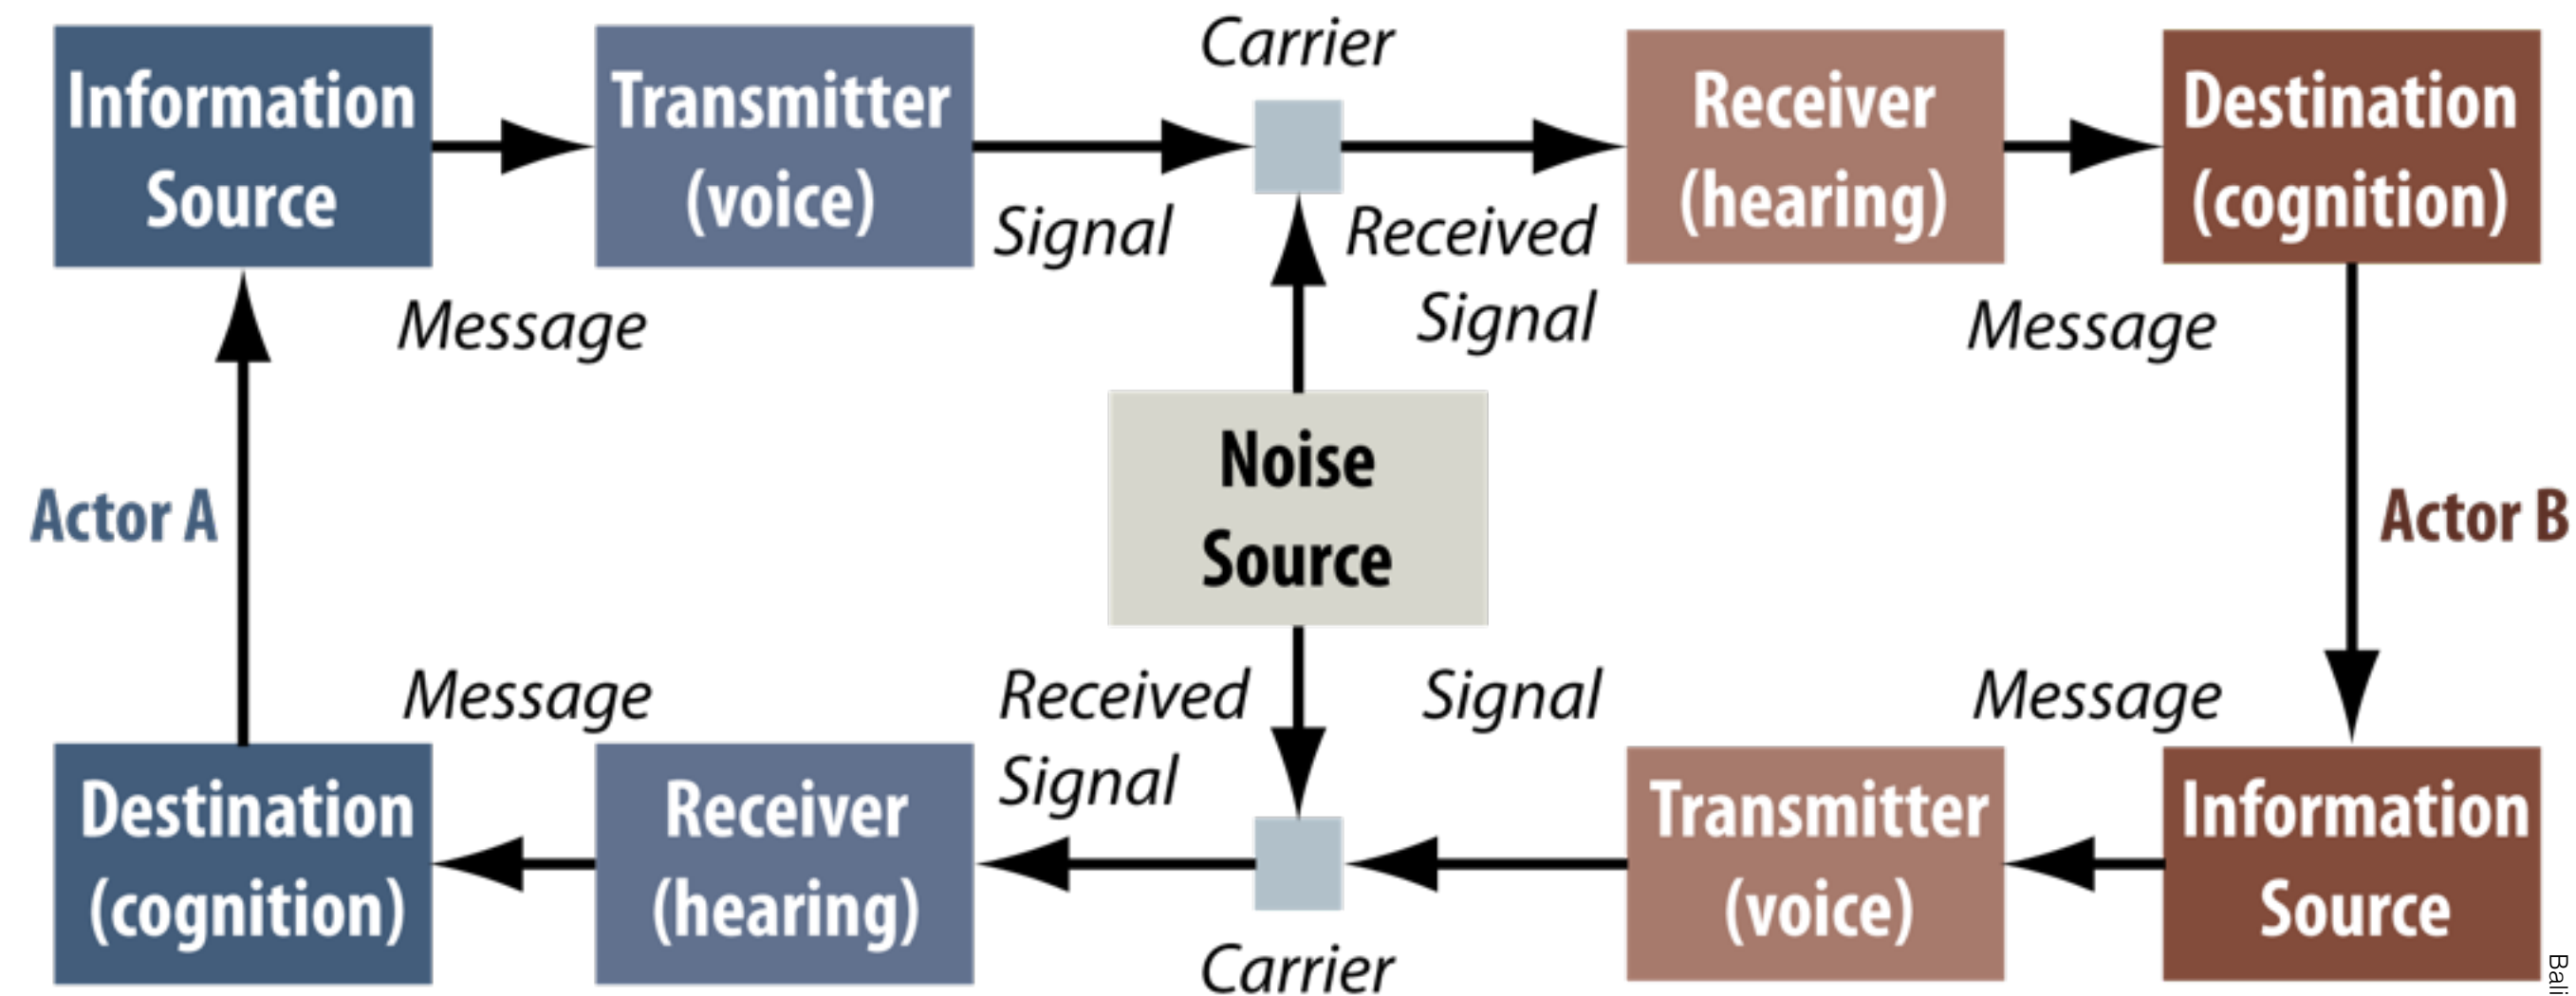 Carrier
Information
Source
Transmitter
(voice)
Receiver
(hearing)
Destination
(cognition)
Signal
Received
Signal
Message
Message
Noise
Source
Actor A
Actor B
Message
Received
Signal
Signal
Message
Destination
(cognition)
Receiver
(hearing)
Transmitter
(voice)
Information
Source
Carrier
Bali